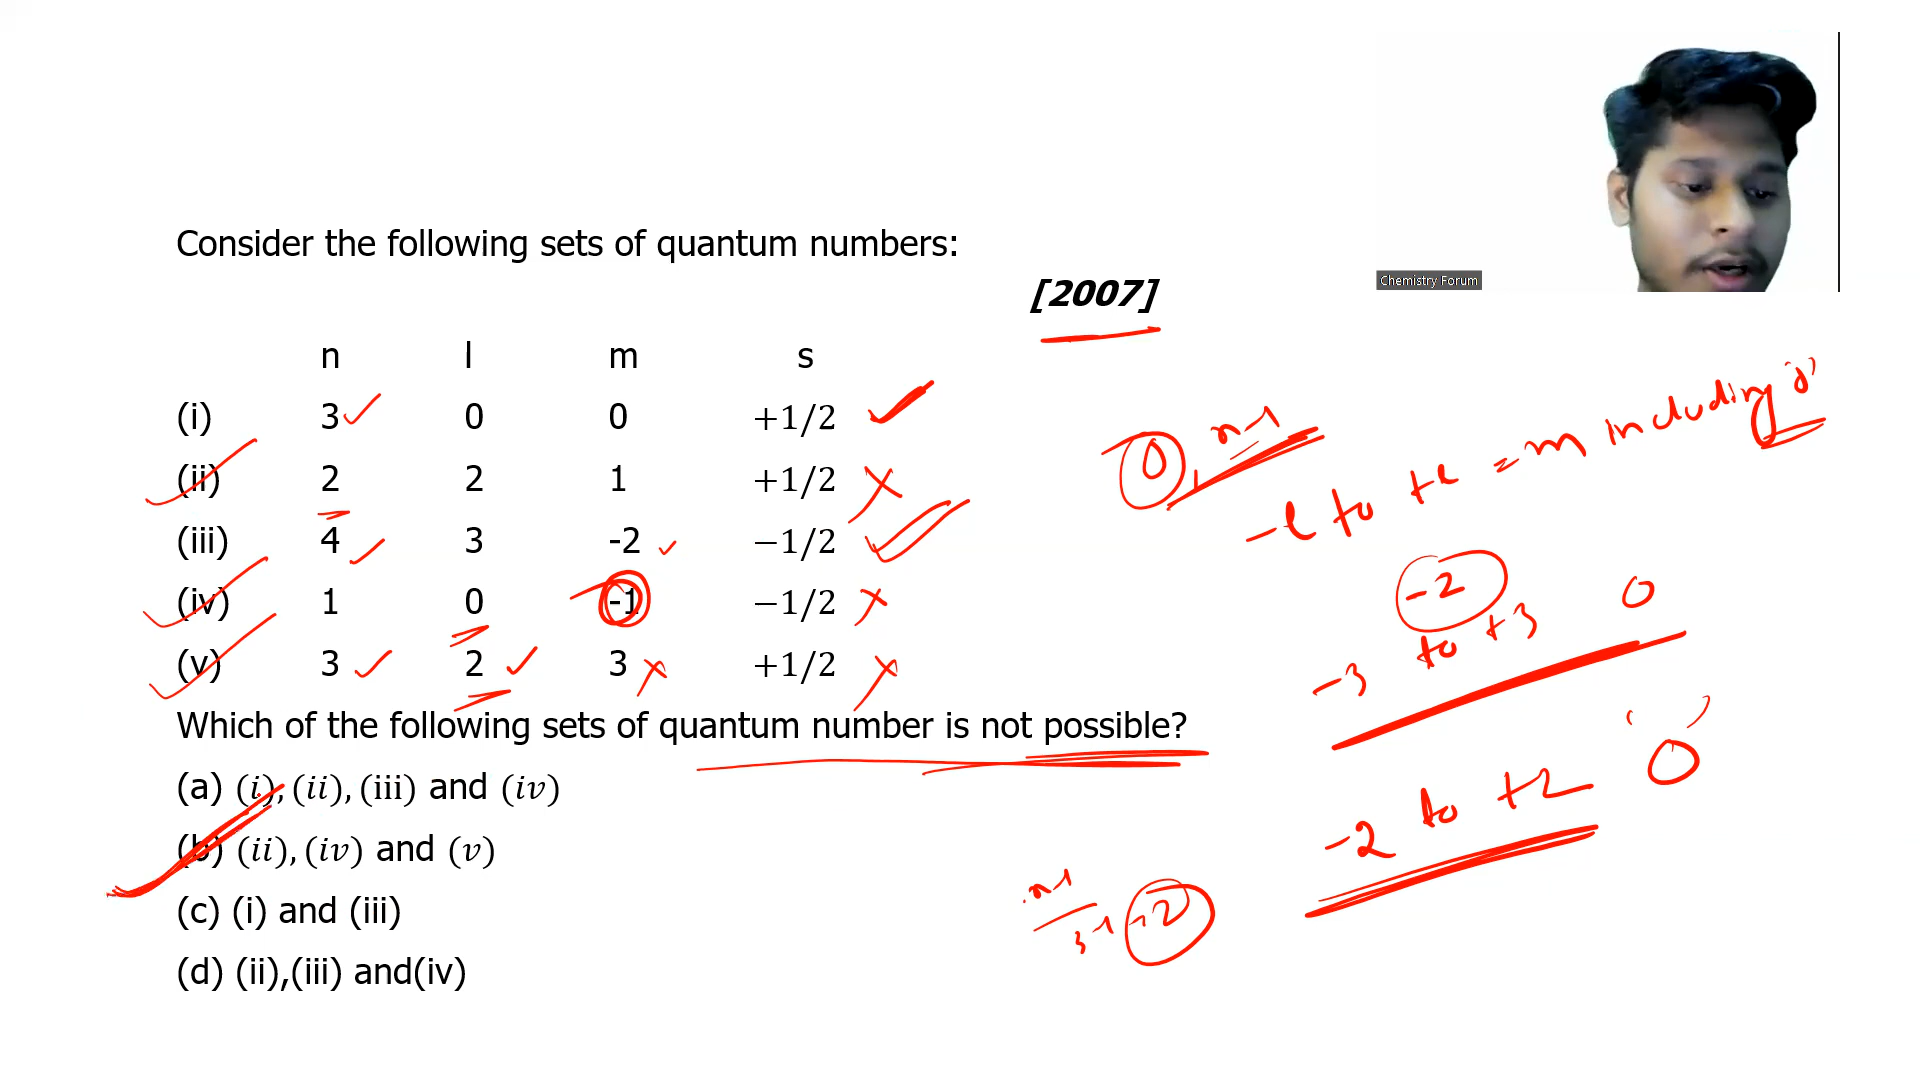 Consider the following sets of quantum numbers:
[2007]
Chemistry Forum
n l m s
(i) 3 0 0 +1/2
(ii) 2 2 1 +1/2
(iii) 4 3 -2 −1/2
(iv) 1 0 -1 −1/2
(v) 3 2 3 +1/2
Which of the following sets of quantum number is not possible?
(a) (i), (ii), (iii) and (iv)
(b) (ii), (iv) and (v)
(c) (i) and (iii)
(d) (ii),(iii) and(iv)
0, n-1
-l to +l = m including '0'
-2
-3 to +3 0
-2 to +2 '0'
n-1
3-1 = 2